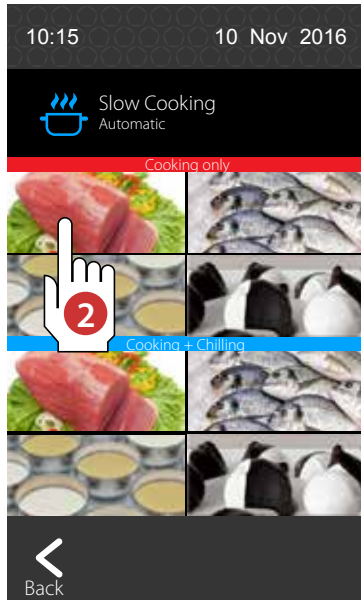 10:15 10 Nov 2016
Slow Cooking
Automatic
Cooking only
2
Cooking + Chilling
Back